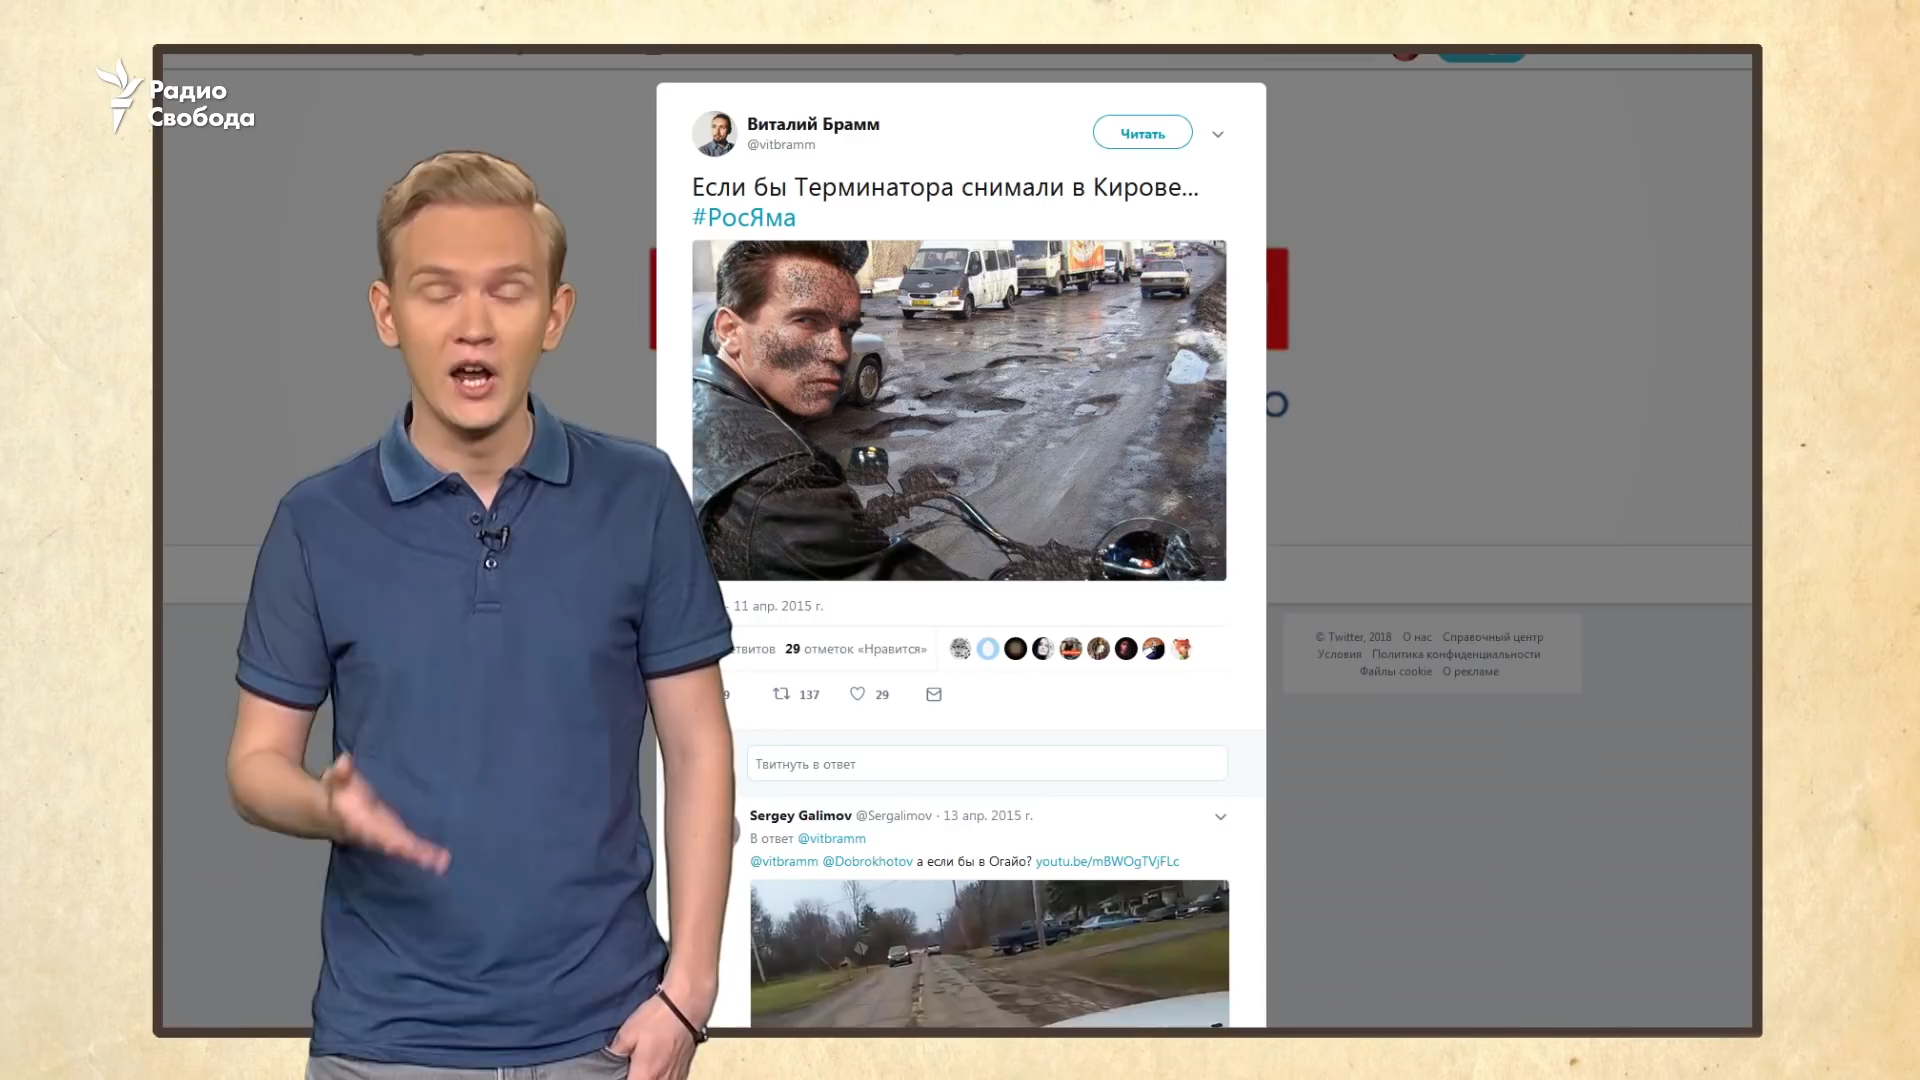 Радио
Свобода
Виталий Брамм
@vitbramm
Читать
Если бы Терминатора снимали в Кирове...
#РосЯма
11 апр. 2015 г.
29 отметок «Нравится»
137
29
Твитнуть в ответ
Sergey Galimov @Sergalimov · 13 апр. 2015 г.
В ответ @vitbramm
@vitbramm @Dobrokhotov а если бы в Огайо? youtu.be/mBWOgTVjFLc
© Twitter, 2018 О нас Справочный центр
Условия Политика конфиденциальности
Файлы cookie О рекламе